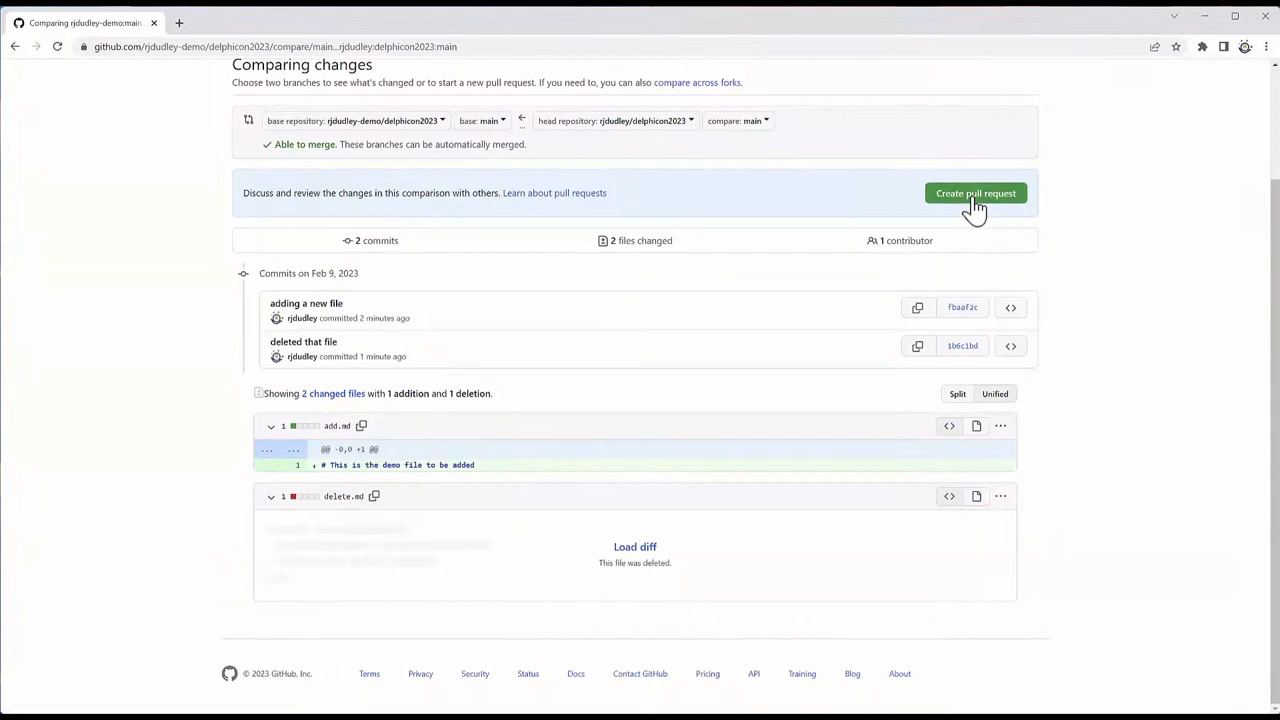 Comparing rjdudley-demo:main
github.com/rjdudley-demo/delphicon2023/compare/main...rjdudley:delphicon2023:main
Comparing changes
Choose two branches to see what's changed or to start a new pull request. If you need to, you can also compare across forks.
base repository: rjdudley-demo/delphicon2023 base: main ... head repository: rjdudley/delphicon2023 compare: main
Able to merge. These branches can be automatically merged.
Discuss and review the changes in this comparison with others. Learn about pull requests Create pull request
2 commits 2 files changed 1 contributor
Commits on Feb 9, 2023
adding a new file
rjdudley committed 2 minutes ago
fbaaf2c
deleted that file
rjdudley committed 1 minute ago
1b6c1bd
Showing 2 changed files with 1 addition and 1 deletion. Split Unified
1 add.md
... ... @@ -0,0 +1 @@
1 + # This is the demo file to be added
1 delete.md
Load diff
This file was deleted.
© 2023 GitHub, Inc. Terms Privacy Security Status Docs Contact GitHub Pricing API Training Blog About